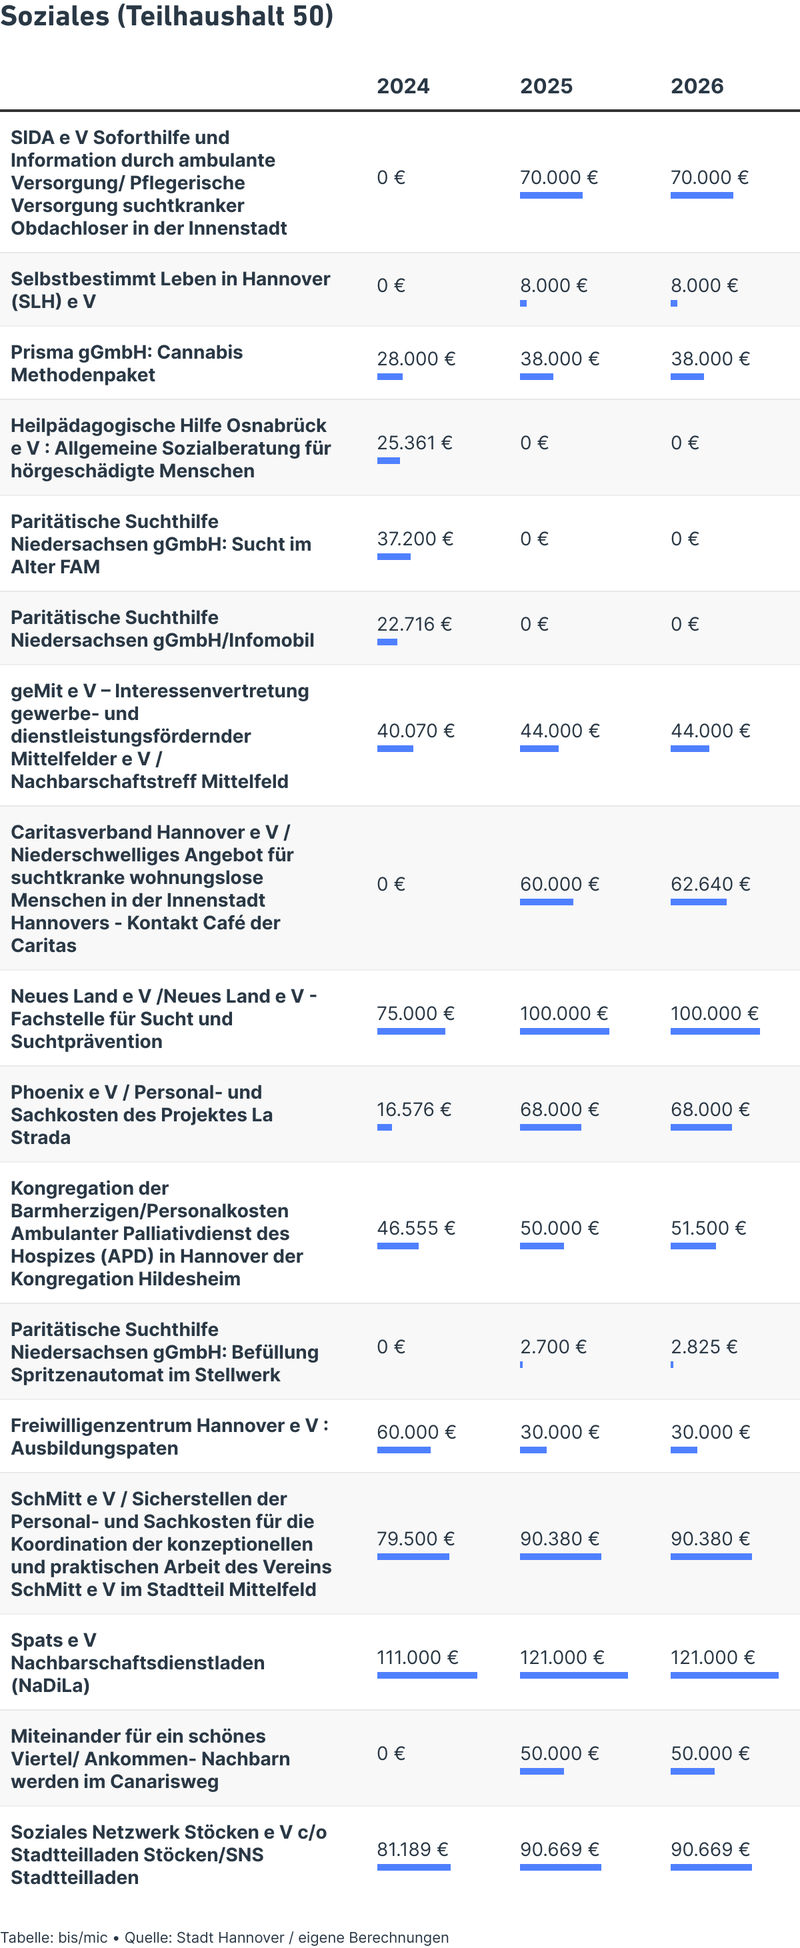 Soziales (Teilhaushalt 50)
2024 2025 2026
SIDA e V Soforthilfe und
Information durch ambulante
Versorgung/ Pflegerische
Versorgung suchtkranker
Obdachloser in der Innenstadt
0 € 70.000 € 70.000 €
Selbstbestimmt Leben in Hannover
(SLH) e V
0 € 8.000 € 8.000 €
Prisma gGmbH: Cannabis
Methodenpaket
28.000 € 38.000 € 38.000 €
Heilpädagogische Hilfe Osnabrück
e V : Allgemeine Sozialberatung für
hörgeschädigte Menschen
25.361 € 0 € 0 €
Paritätische Suchthilfe
Niedersachsen gGmbH: Sucht im
Alter FAM
37.200 € 0 € 0 €
Paritätische Suchthilfe
Niedersachsen gGmbH/Infomobil
22.716 € 0 € 0 €
geMit e V – Interessenvertretung
gewerbe- und
dienstleistungsfördernder
Mittelfelder e V /
Nachbarschaftstreff Mittelfeld
40.070 € 44.000 € 44.000 €
Caritasverband Hannover e V /
Niederschwelliges Angebot für
suchtkranke wohnungslose
Menschen in der Innenstadt
Hannovers - Kontakt Café der
Caritas
0 € 60.000 € 62.640 €
Neues Land e V /Neues Land e V -
Fachstelle für Sucht und
Suchtprävention
75.000 € 100.000 € 100.000 €
Phoenix e V / Personal- und
Sachkosten des Projektes La
Strada
16.576 € 68.000 € 68.000 €
Kongregation der
Barmherzigen/Personalkosten
Ambulanter Palliativdienst des
Hospizes (APD) in Hannover der
Kongregation Hildesheim
46.555 € 50.000 € 51.500 €
Paritätische Suchthilfe
Niedersachsen gGmbH: Befüllung
Spritzenautomat im Stellwerk
0 € 2.700 € 2.825 €
Freiwilligenzentrum Hannover e V :
Ausbildungspaten
60.000 € 30.000 € 30.000 €
SchMitt e V / Sicherstellen der
Personal- und Sachkosten für die
Koordination der konzeptionellen
und praktischen Arbeit des Vereins
SchMitt e V im Stadtteil Mittelfeld
79.500 € 90.380 € 90.380 €
Spats e V
Nachbarschaftsdienstladen
(NaDiLa)
111.000 € 121.000 € 121.000 €
Miteinander für ein schönes
Viertel/ Ankommen- Nachbarn
werden im Canarisweg
0 € 50.000 € 50.000 €
Soziales Netzwerk Stöcken e V c/o
Stadtteilladen Stöcken/SNS
Stadtteilladen
81.189 € 90.669 € 90.669 €
Tabelle: bis/mic • Quelle: Stadt Hannover / eigene Berechnungen